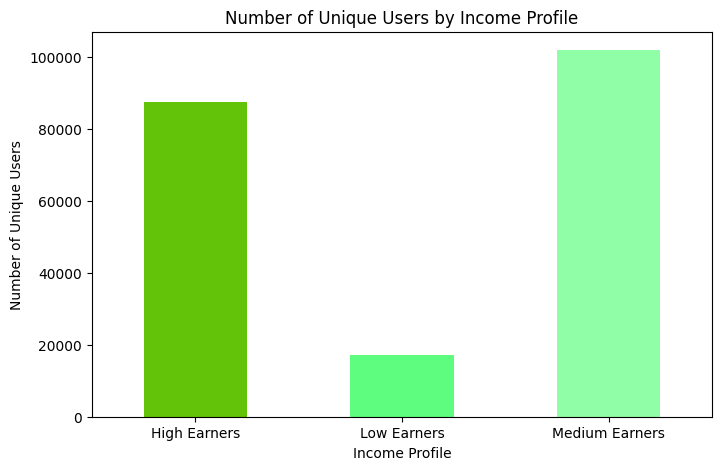 Number of Unique Users by Income Profile
Number of Unique Users
100000
80000
60000
40000
20000
0
High Earners
Low Earners
Medium Earners
Income Profile